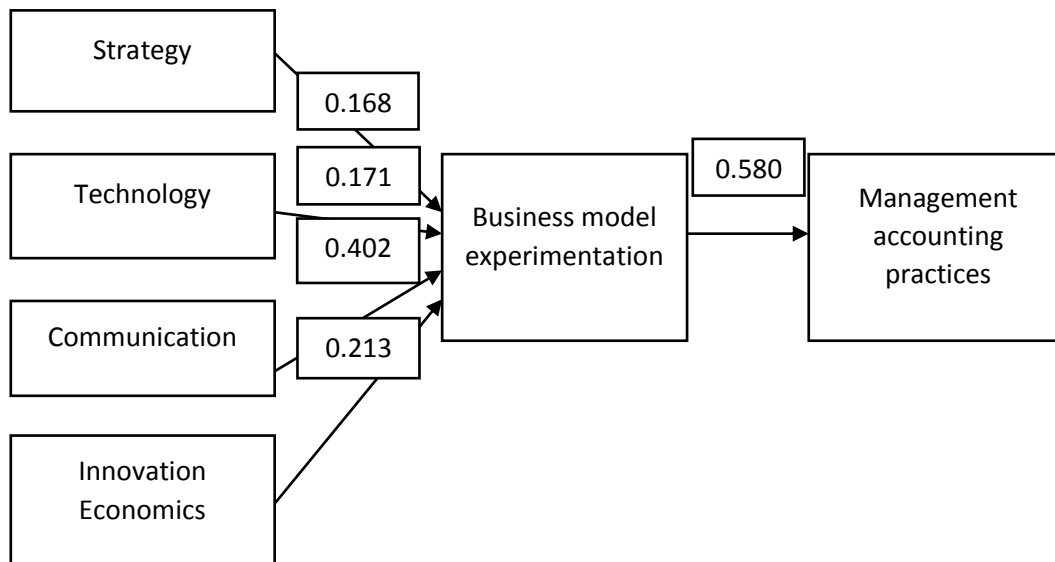 Strategy
0.168
0.171
0.580
Technology
Business model
experimentation
Management
accounting
practices
0.402
Communication
0.213
Innovation
Economics